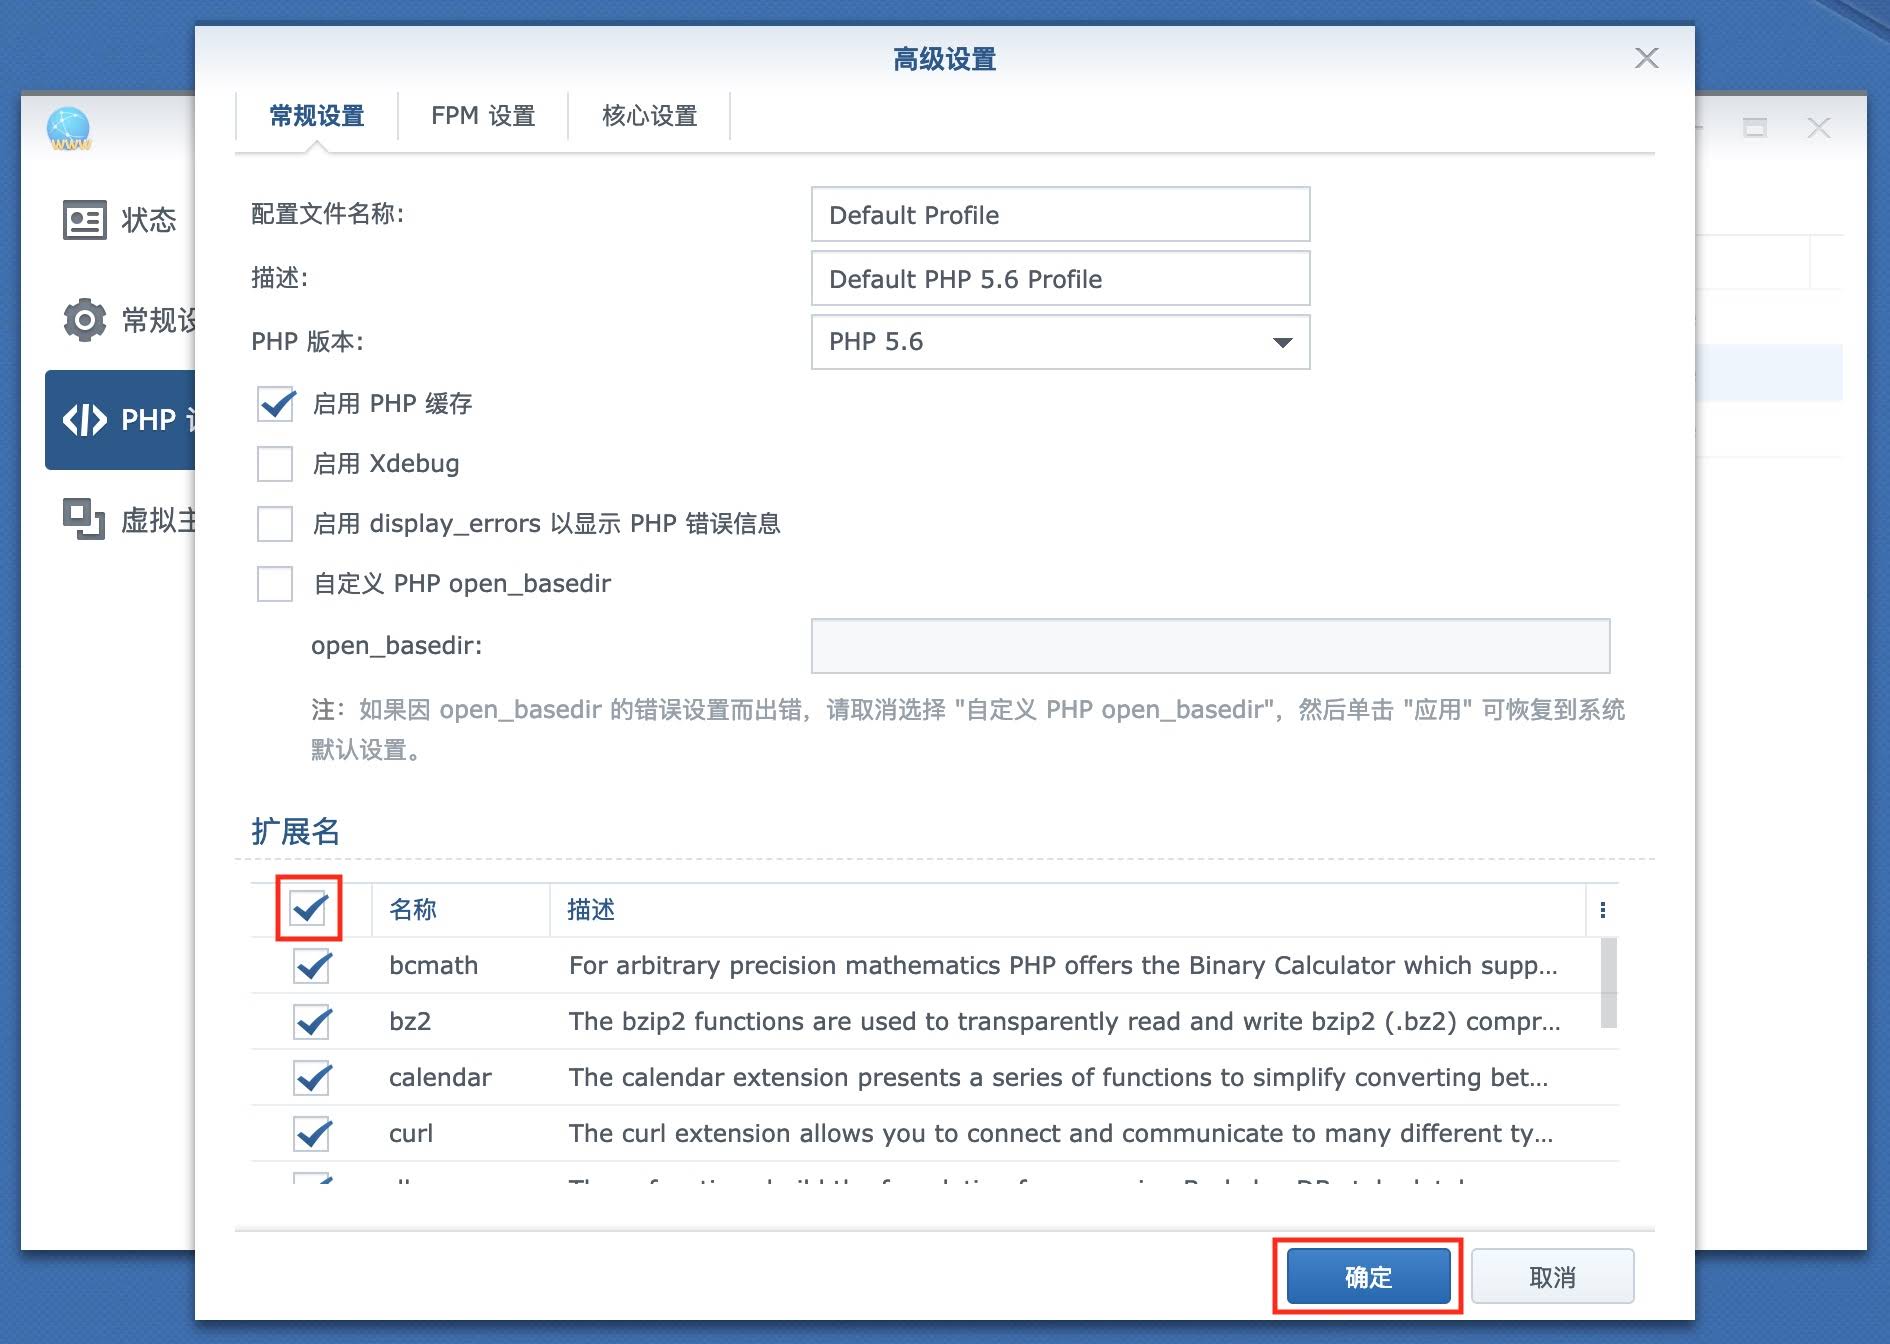 高级设置
常规设置
FPM 设置
核心设置
WWW
状态
常规设
PHP
虚拟主
配置文件名称:
Default Profile
描述:
Default PHP 5.6 Profile
PHP 版本:
PHP 5.6
启用 PHP 缓存
启用 Xdebug
启用 display_errors 以显示 PHP 错误信息
自定义 PHP open_basedir
open_basedir:
注：如果因 open_basedir 的错误设置而出错，请取消选择 "自定义 PHP open_basedir"，然后单击 "应用" 可恢复到系统
默认设置。
扩展名
名称
描述
bcmath
For arbitrary precision mathematics PHP offers the Binary Calculator which supp...
bz2
The bzip2 functions are used to transparently read and write bzip2 (.bz2) compr...
calendar
The calendar extension presents a series of functions to simplify converting bet...
curl
The curl extension allows you to connect and communicate to many different ty...
确定
取消